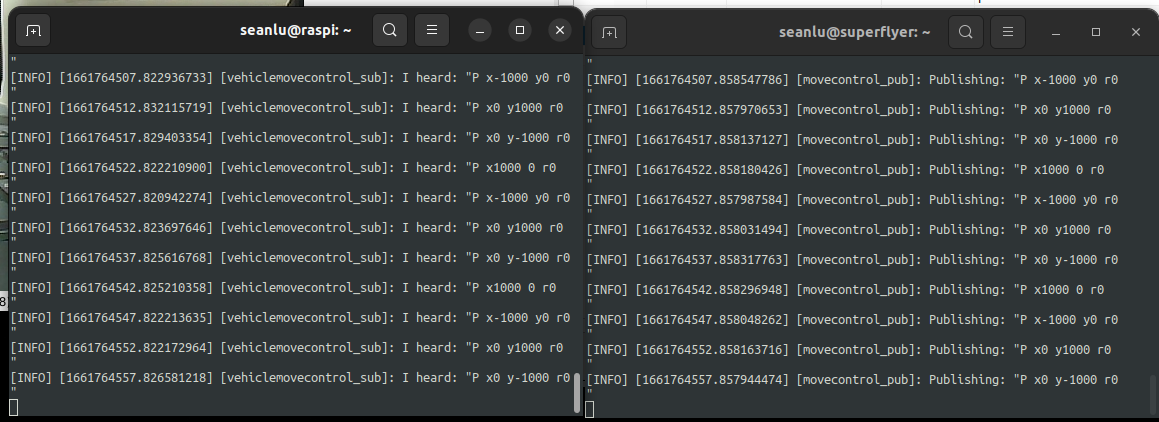 seanlu@raspi: ~
"
[INFO] [1661764507.822936733] [vehiclemovecontrol_sub]: I heard: "P x-1000 y0 r0
"
[INFO] [1661764512.832115719] [vehiclemovecontrol_sub]: I heard: "P x0 y1000 r0
"
[INFO] [1661764517.829403354] [vehiclemovecontrol_sub]: I heard: "P x0 y-1000 r0
"
[INFO] [1661764522.822210900] [vehiclemovecontrol_sub]: I heard: "P x1000 0 r0
"
[INFO] [1661764527.820942274] [vehiclemovecontrol_sub]: I heard: "P x-1000 y0 r0
"
[INFO] [1661764532.823697646] [vehiclemovecontrol_sub]: I heard: "P x0 y1000 r0
"
[INFO] [1661764537.825616768] [vehiclemovecontrol_sub]: I heard: "P x0 y-1000 r0
"
[INFO] [1661764542.825210358] [vehiclemovecontrol_sub]: I heard: "P x1000 0 r0
"
[INFO] [1661764547.822213635] [vehiclemovecontrol_sub]: I heard: "P x-1000 y0 r0
"
[INFO] [1661764552.822172964] [vehiclemovecontrol_sub]: I heard: "P x0 y1000 r0
"
[INFO] [1661764557.826581218] [vehiclemovecontrol_sub]: I heard: "P x0 y-1000 r0
"
seanlu@superflyer: ~
"
[INFO] [1661764507.858547786] [movecontrol_pub]: Publishing: "P x-1000 y0 r0
"
[INFO] [1661764512.857970653] [movecontrol_pub]: Publishing: "P x0 y1000 r0
"
[INFO] [1661764517.858137127] [movecontrol_pub]: Publishing: "P x0 y-1000 r0
"
[INFO] [1661764522.858180426] [movecontrol_pub]: Publishing: "P x1000 0 r0
"
[INFO] [1661764527.857987584] [movecontrol_pub]: Publishing: "P x-1000 y0 r0
"
[INFO] [1661764532.858031494] [movecontrol_pub]: Publishing: "P x0 y1000 r0
"
[INFO] [1661764537.858317763] [movecontrol_pub]: Publishing: "P x0 y-1000 r0
"
[INFO] [1661764542.858296948] [movecontrol_pub]: Publishing: "P x1000 0 r0
"
[INFO] [1661764547.858048262] [movecontrol_pub]: Publishing: "P x-1000 y0 r0
"
[INFO] [1661764552.858163716] [movecontrol_pub]: Publishing: "P x0 y1000 r0
"
[INFO] [1661764557.857944474] [movecontrol_pub]: Publishing: "P x0 y-1000 r0
"
8